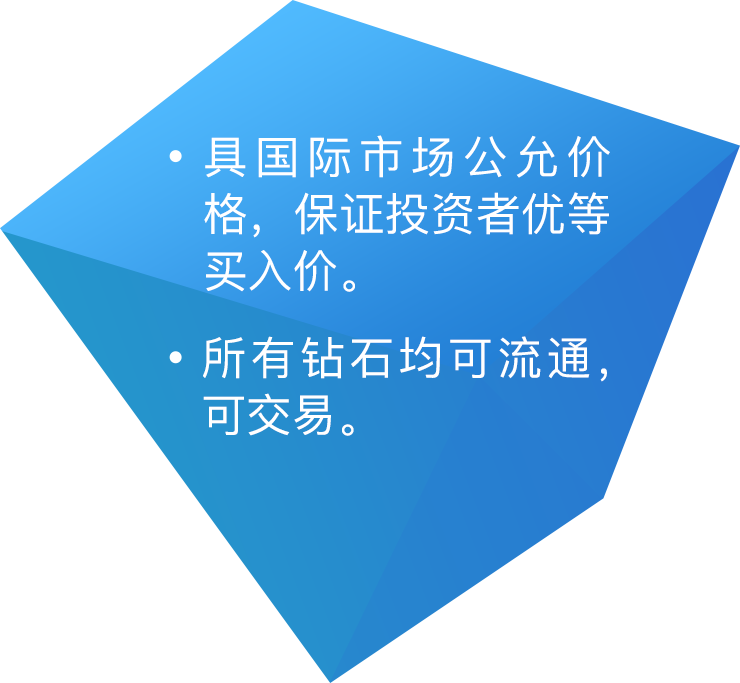 • 具国际市场公允价
格，保证投资者优等
买入价。
• 所有钻石均可流通，
可交易。